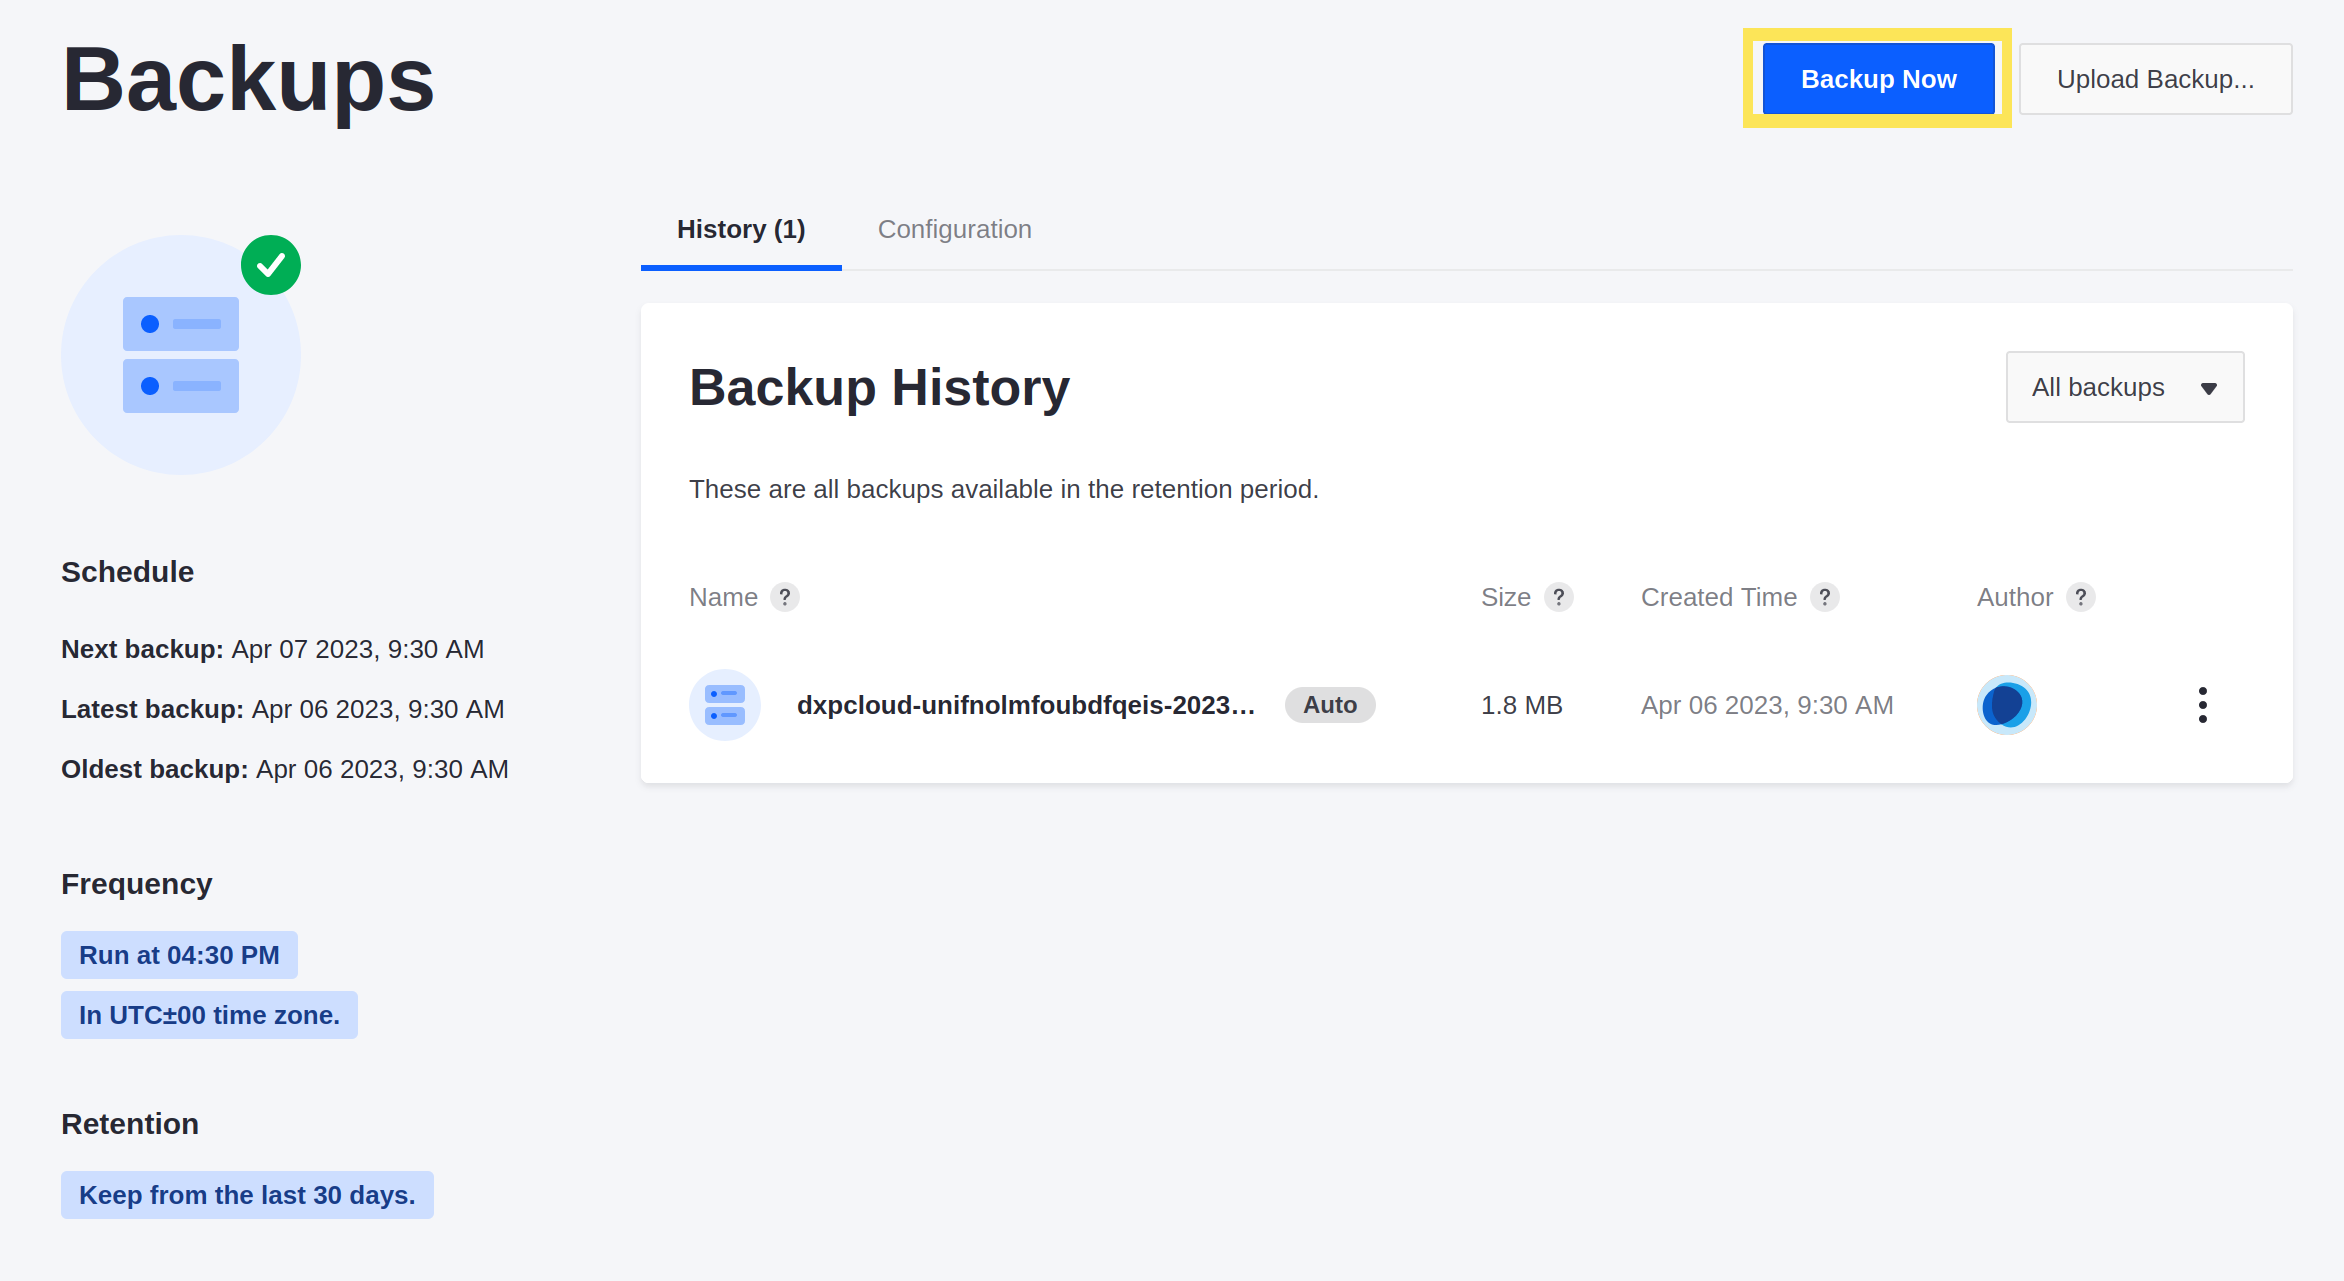 Backups
Backup Now
Upload Backup...
History (1)
Configuration
Backup History
All backups
These are all backups available in the retention period.
Name ?
Size ?
Created Time ?
Author ?
dxpcloud-unifnolmfoubdfqeis-2023…
Auto
1.8 MB
Apr 06 2023, 9:30 AM
Schedule
Next backup: Apr 07 2023, 9:30 AM
Latest backup: Apr 06 2023, 9:30 AM
Oldest backup: Apr 06 2023, 9:30 AM
Frequency
Run at 04:30 PM
In UTC±00 time zone.
Retention
Keep from the last 30 days.